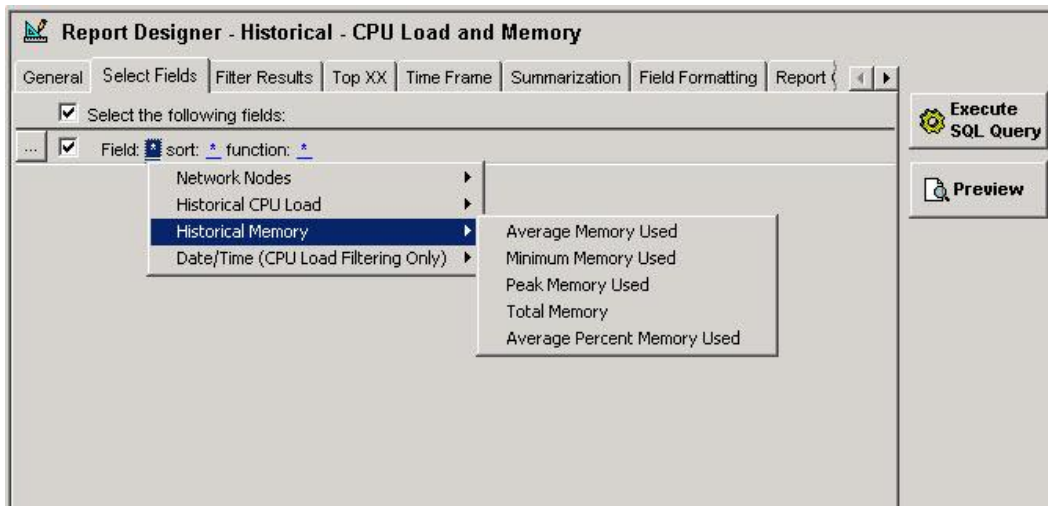 Report Designer - Historical - CPU Load and Memory
General Select Fields Filter Results Top XX Time Frame Summarization Field Formatting Report
Select the following fields:
... Field: * sort: * function: *
Network Nodes
Historical CPU Load
Historical Memory
Date/Time (CPU Load Filtering Only)
Average Memory Used
Minimum Memory Used
Peak Memory Used
Total Memory
Average Percent Memory Used
Execute
SQL Query
Preview